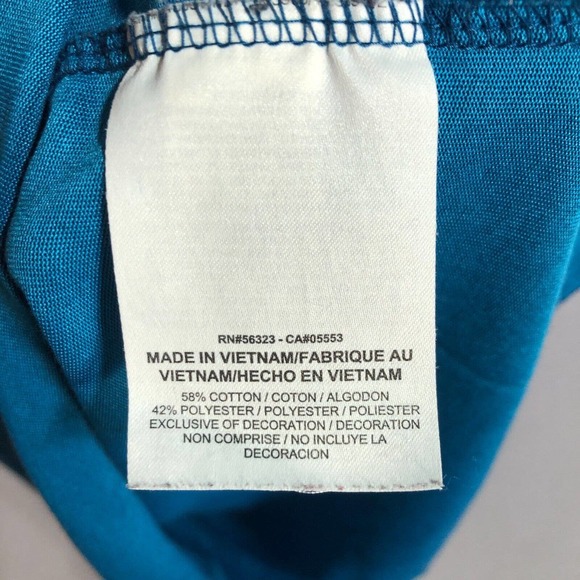 RN#56323 - CA#05553
MADE IN VIETNAM/FABRIQUE AU
VIETNAM/HECHO EN VIETNAM
58% COTTON / COTON / ALGODON
42% POLYESTER / POLYESTER / POLIESTER
EXCLUSIVE OF DECORATION / DECORATION
NON COMPRISE / NO INCLUYE LA
DECORACION